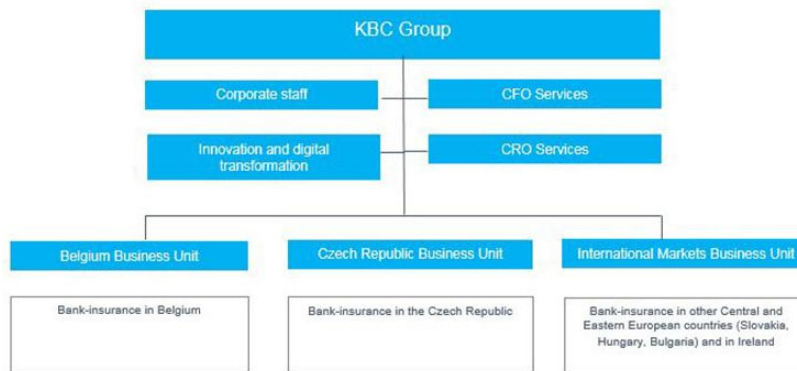 KBC Group
Corporate staff
CFO Services
Innovation and digital
transformation
CRO Services
Belgium Business Unit
Czech Republic Business Unit
International Markets Business Unit
Bank-insurance in Belgium
Bank-insurance in the Czech Republic
Bank-insurance in other Central and
Eastern European countries (Slovakia,
Hungary, Bulgaria) and in Ireland